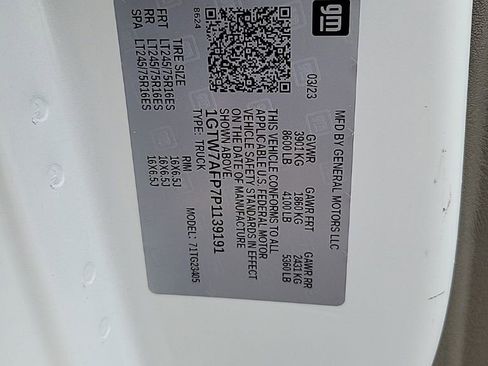 gm
MFD BY GENERAL MOTORS LLC
03/23 GVWR GAWR FRT GAWR RR
3901 KG 1860 KG 2431 KG
8600 LB 4100 LB 5360 LB
THIS VEHICLE CONFORMS TO ALL
APPLICABLE U.S. FEDERAL MOTOR
VEHICLE SAFETY STANDARDS IN EFFECT
ON THE DATE OF MANUFACTURE
SHOWN ABOVE.
1GTW7AFP7P1139191
TYPE: TRUCK MODEL: 71TG23405
8624
TIRE SIZE RIM
FRT LT245/75R16ES 16X6.5J
RR LT245/75R16ES 16X6.5J
SPA LT245/75R16ES 16X6.5J